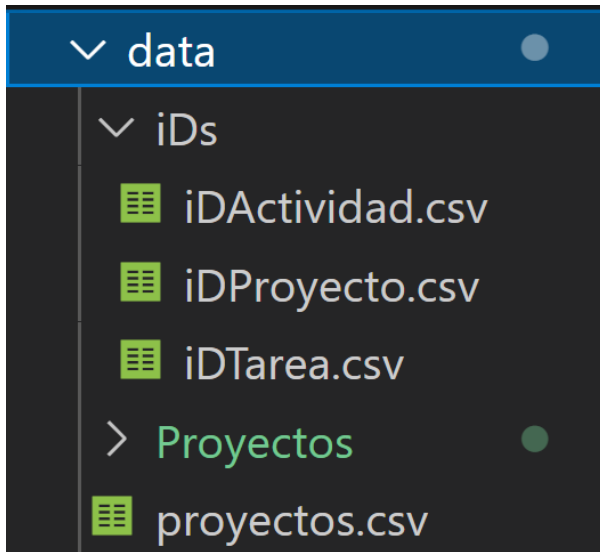 data
iDs
iDActividad.csv
iDProyecto.csv
iDTarea.csv
Proyectos
proyectos.csv